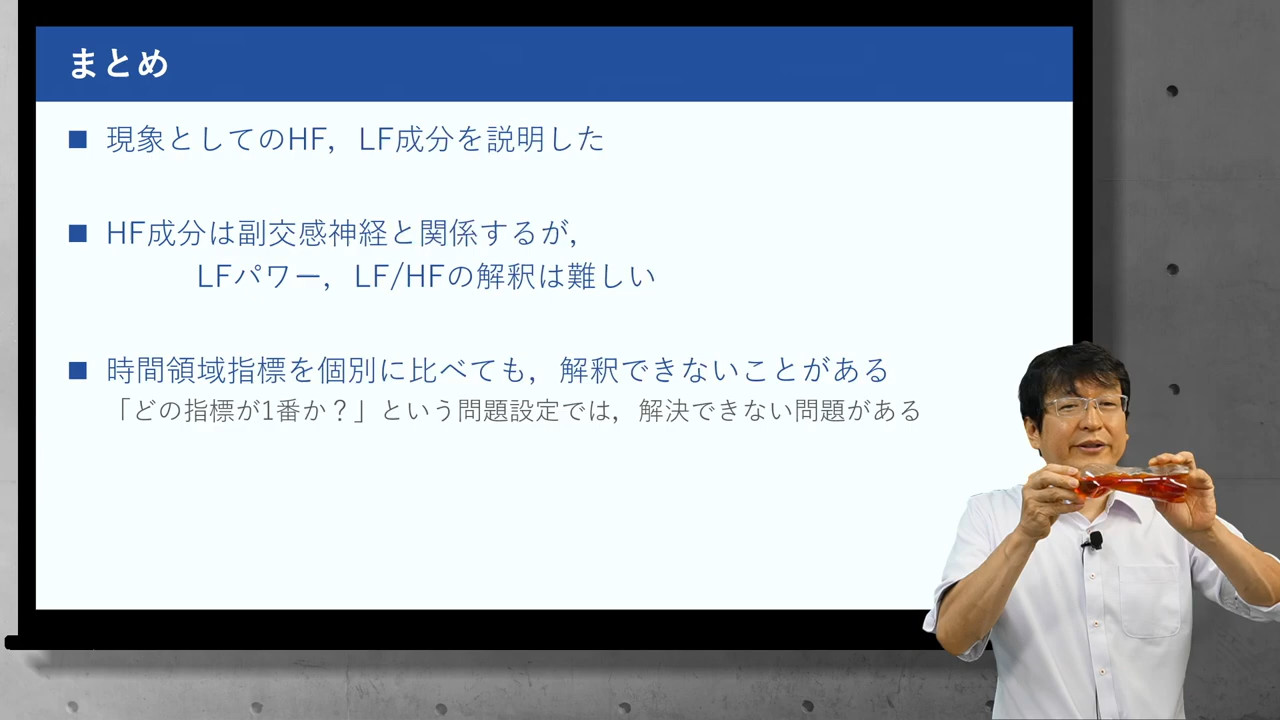 まとめ
■ 現象としてのHF，LF成分を説明した
■ HF成分は副交感神経と関係するが，
LFパワー，LF/HFの解釈は難しい
■ 時間領域指標を個別に比べても，解釈できないことがある
「どの指標が1番か？」という問題設定では，解決できない問題がある